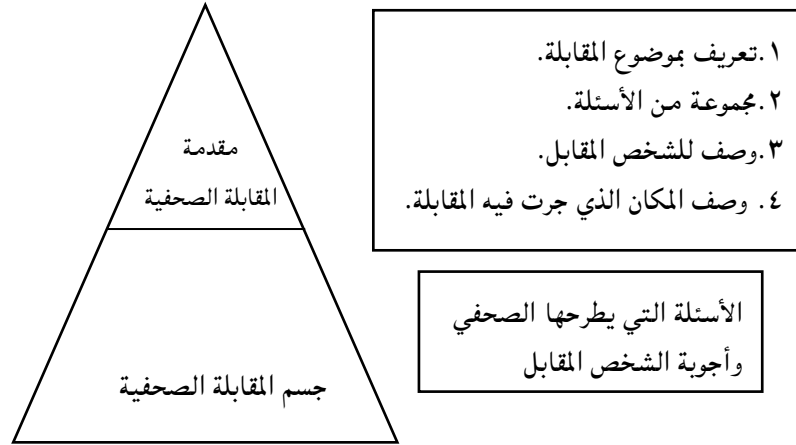 مقدمة
المقابلة الصحفية
جسم المقابلة الصحفية
١.تعريف بموضوع المقابلة.
٢.مجموعة من الأسئلة.
٣.وصف للشخص المقابل.
٤. وصف المكان الذي جرت فيه المقابلة.
الأسئلة التي يطرحها الصحفي
وأجوبة الشخص المقابل